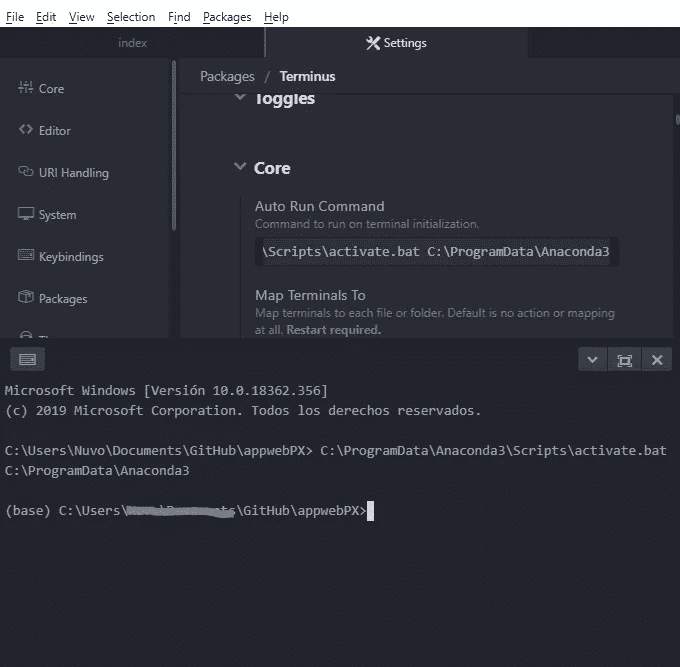 File Edit View Selection Find Packages Help
index Settings
Packages / Terminus
Toggles
Core
Editor
URI Handling
System
Keybindings
Packages
Core
Auto Run Command
Command to run on terminal initialization.
\Scripts\activate.bat C:\ProgramData\Anaconda3
Map Terminals To
Map terminals to each file or folder. Default is no action or mapping
at all. Restart required.
Microsoft Windows [Versión 10.0.18362.356]
(c) 2019 Microsoft Corporation. Todos los derechos reservados.
C:\Users\Nuvo\Documents\GitHub\appwebPX> C:\ProgramData\Anaconda3\Scripts\activate.bat
C:\ProgramData\Anaconda3
(base) C:\Users\ \GitHub\appwebPX>